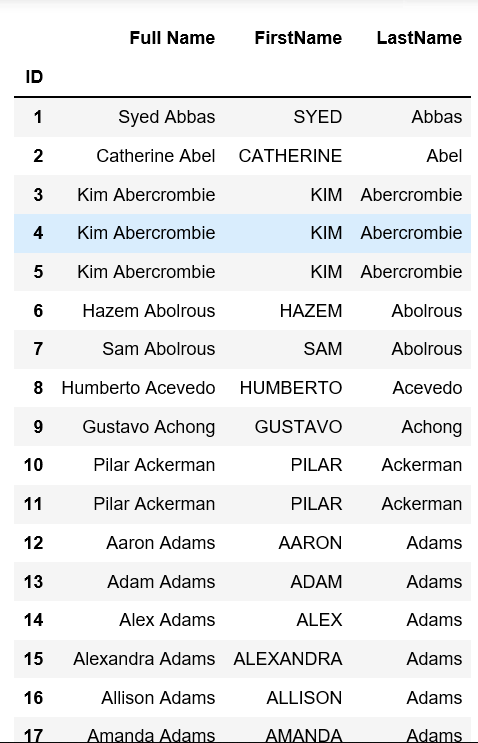 Full Name FirstName LastName
ID
1 Syed Abbas SYED Abbas
2 Catherine Abel CATHERINE Abel
3 Kim Abercrombie KIM Abercrombie
4 Kim Abercrombie KIM Abercrombie
5 Kim Abercrombie KIM Abercrombie
6 Hazem Abolrous HAZEM Abolrous
7 Sam Abolrous SAM Abolrous
8 Humberto Acevedo HUMBERTO Acevedo
9 Gustavo Achong GUSTAVO Achong
10 Pilar Ackerman PILAR Ackerman
11 Pilar Ackerman PILAR Ackerman
12 Aaron Adams AARON Adams
13 Adam Adams ADAM Adams
14 Alex Adams ALEX Adams
15 Alexandra Adams ALEXANDRA Adams
16 Allison Adams ALLISON Adams
17 Amanda Adams AMANDA Adams